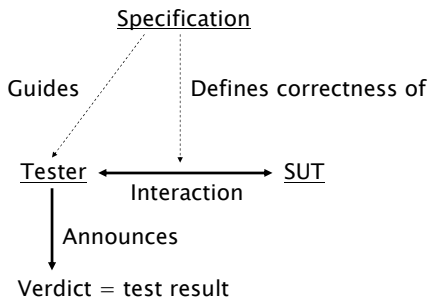 Specification
Guides
Defines correctness of
Tester
SUT
Interaction
Announces
Verdict = test result